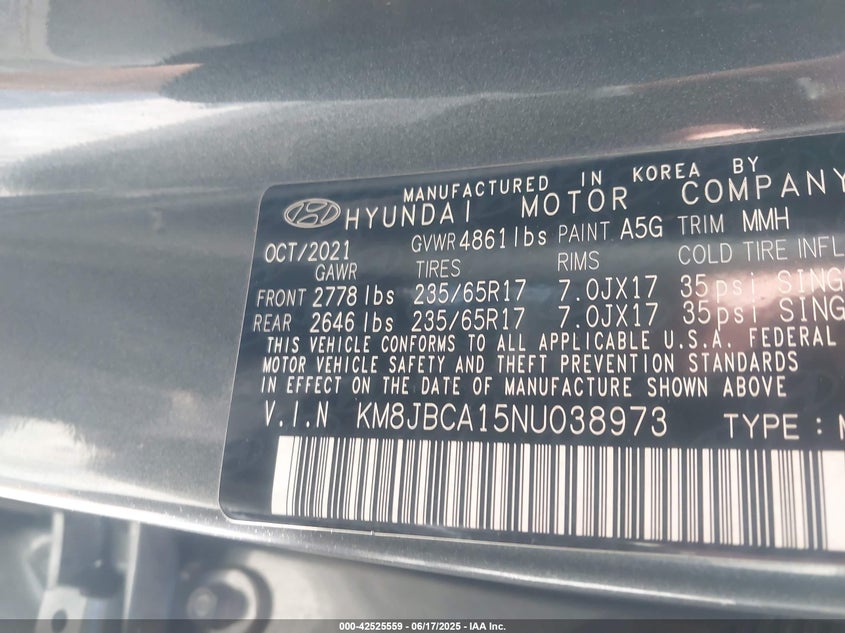 MANUFACTURED IN KOREA BY
HYUNDAI MOTOR COMPANY
OCT/2021 GVWR 4861lbs PAINT A5G TRIM MMH
GAWR TIRES RIMS COLD TIRE INFL
FRONT 2778 lbs 235/65R17 7.0JX17 35psi SING
REAR 2646 lbs 235/65R17 7.0JX17 35psi SING
THIS VEHICLE CONFORMS TO ALL APPLICABLE U.S.A. FEDERAL
MOTOR VEHICLE SAFETY AND THEFT PREVENTION STANDARDS
IN EFFECT ON THE DATE OF MANUFACTURE SHOWN ABOVE
V.I.N KM8JBCA15NU038973 TYPE : M
000-42525559 - 06/17/2025 - IAA Inc.